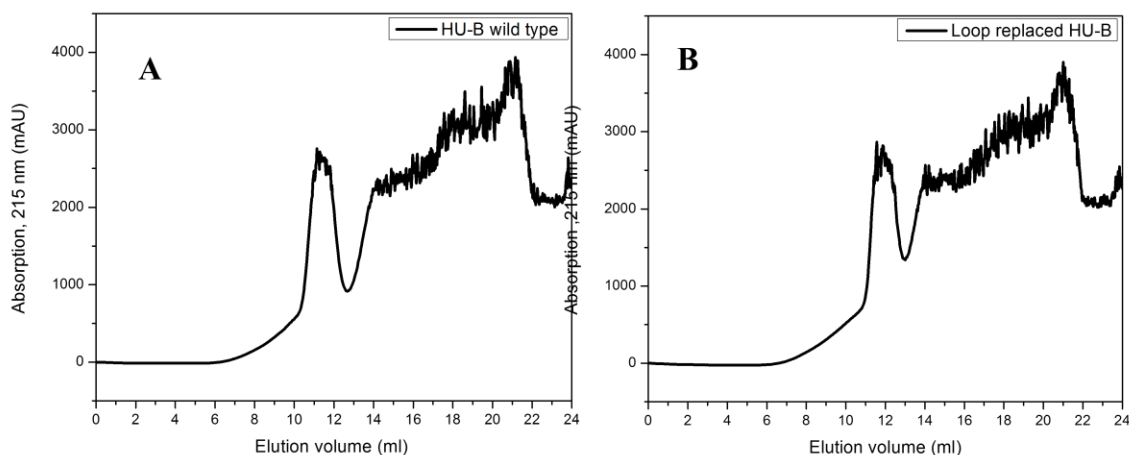 HU-B wild type
A
Absorption, 215 nm (mAU)
4000
3000
2000
1000
0
0 2 4 6 8 10 12 14 16 18 20 22 24
Elution volume (ml)
Loop replaced HU-B
B
Absorption ,215 nm (mAU)
4000
3000
2000
1000
0
0 2 4 6 8 10 12 14 16 18 20 22 24
Elution volume (ml)